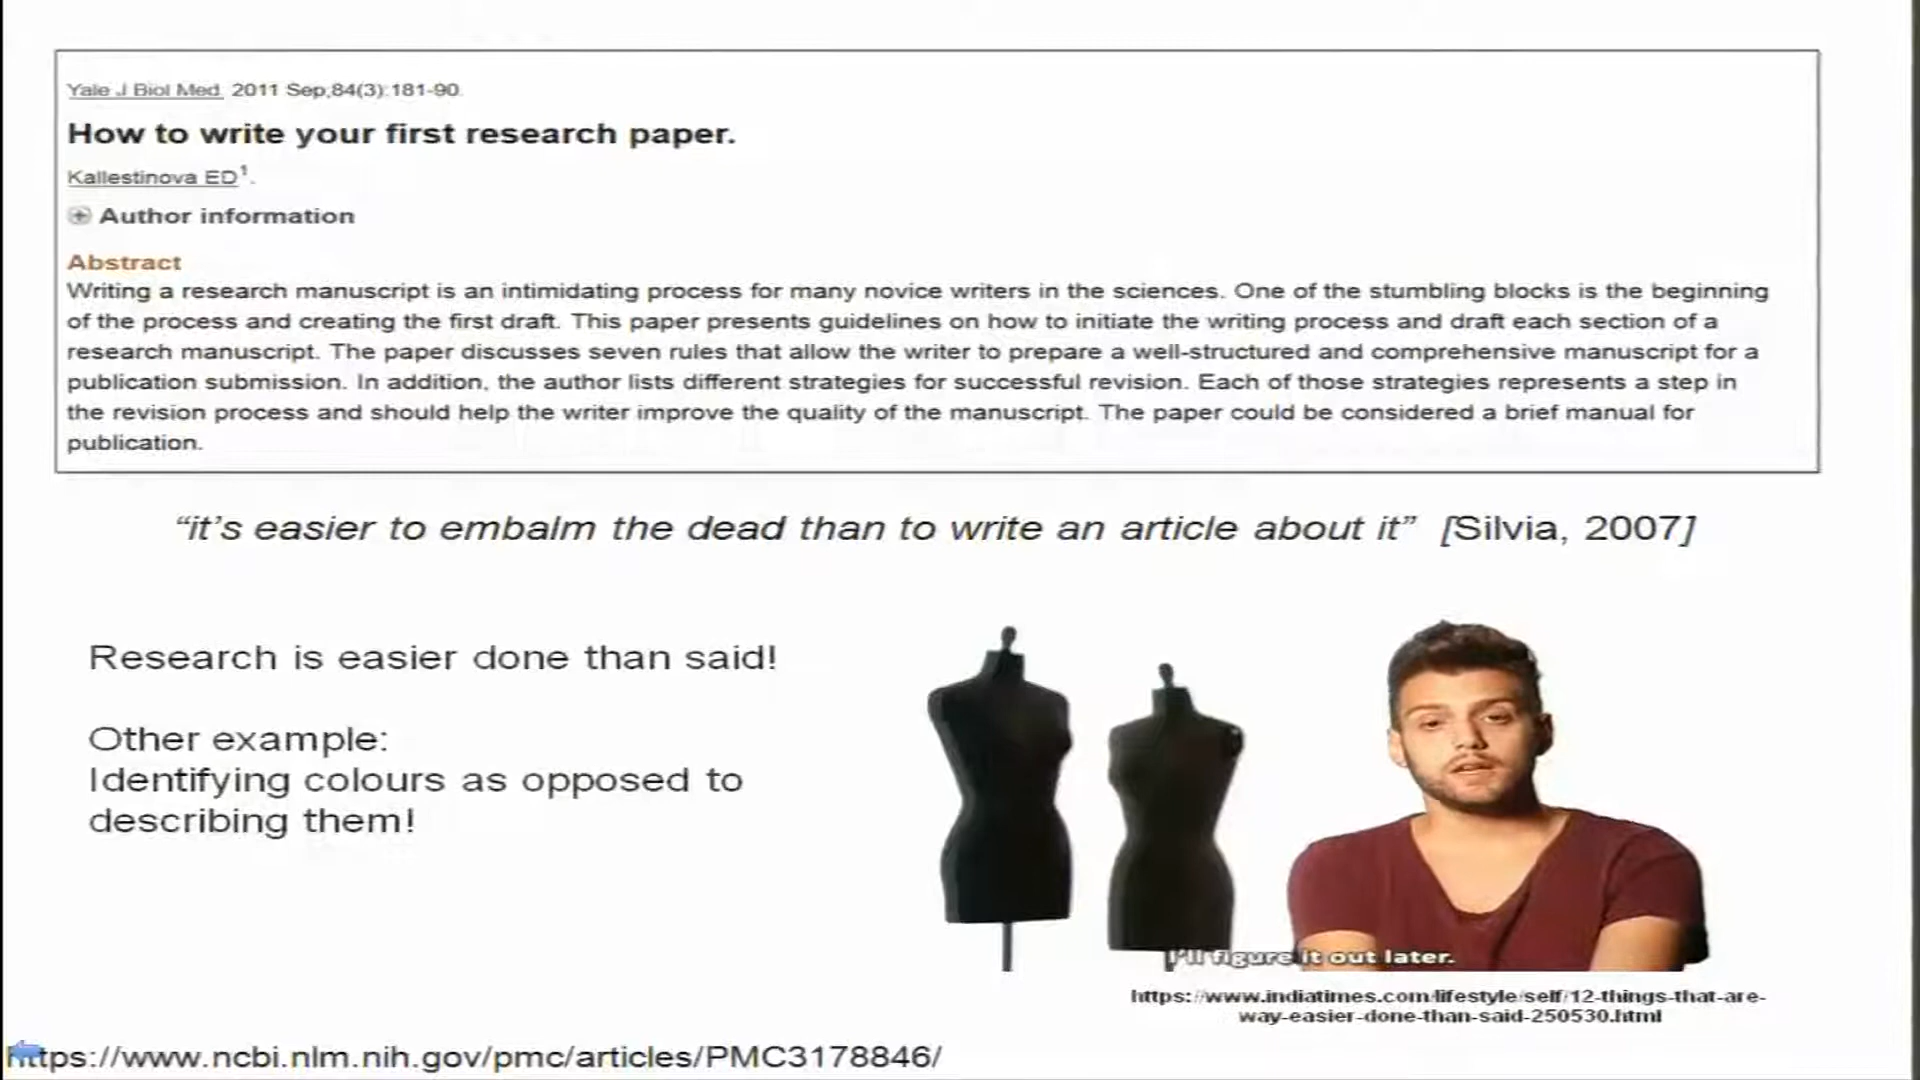 Yale J Biol Med. 2011 Sep;84(3):181-90.
How to write your first research paper.
Kallestinova ED1.
Author information
Abstract
Writing a research manuscript is an intimidating process for many novice writers in the sciences. One of the stumbling blocks is the beginning
of the process and creating the first draft. This paper presents guidelines on how to initiate the writing process and draft each section of a
research manuscript. The paper discusses seven rules that allow the writer to prepare a well-structured and comprehensive manuscript for a
publication submission. In addition, the author lists different strategies for successful revision. Each of those strategies represents a step in
the revision process and should help the writer improve the quality of the manuscript. The paper could be considered a brief manual for
publication.
“it’s easier to embalm the dead than to write an article about it” [Silvia, 2007]
Research is easier done than said!
Other example:
Identifying colours as opposed to
describing them!
I'll figure it out later.
https://www.indiatimes.com/lifestyle/self/12-things-that-are-
way-easier-done-than-said-250530.html
https://www.ncbi.nlm.nih.gov/pmc/articles/PMC3178846/